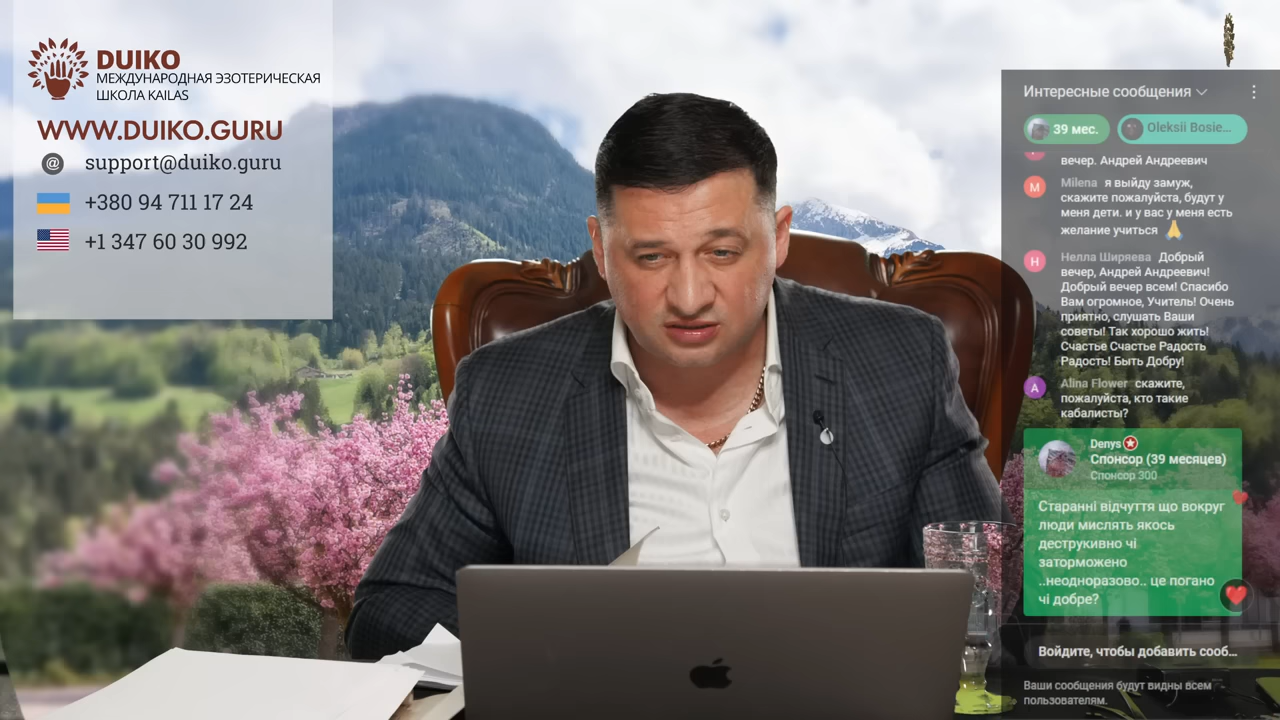 DUIKO
МЕЖДУНАРОДНАЯ ЭЗОТЕРИЧЕСКАЯ
ШКОЛА KAILAS
WWW.DUIKO.GURU
@ support@duiko.guru
+380 94 711 17 24
+1 347 60 30 992
Интересные сообщения
39 мес.
Oleksii Bosie...
вечер. Андрей Андреевич
М Milena я выйду замуж,
скажите пожалуйста, будут у
меня дети. и у вас у меня есть
желание учиться 🙏
Н Нелла Ширяева Добрый
вечер, Андрей Андреевич!
Добрый вечер всем! Спасибо
Вам огромное, Учитель! Очень
приятно, слушать Ваши
советы! Так хорошо жить!
Счастье Счастье Радость
Радость! Быть Добру!
A Alina Flower скажите,
пожалуйста, кто такие
кабалисты?
Denys
Спонсор (39 месяцев)
Спонсор 300
Старанні відчуття що вокруг
люди мислять якось
деструкивно чі
заторможено
..неодноразово.. це погано
чі добре?
Войдите, чтобы добавить сооб...
Ваши сообщения будут видны всем
пользователям.